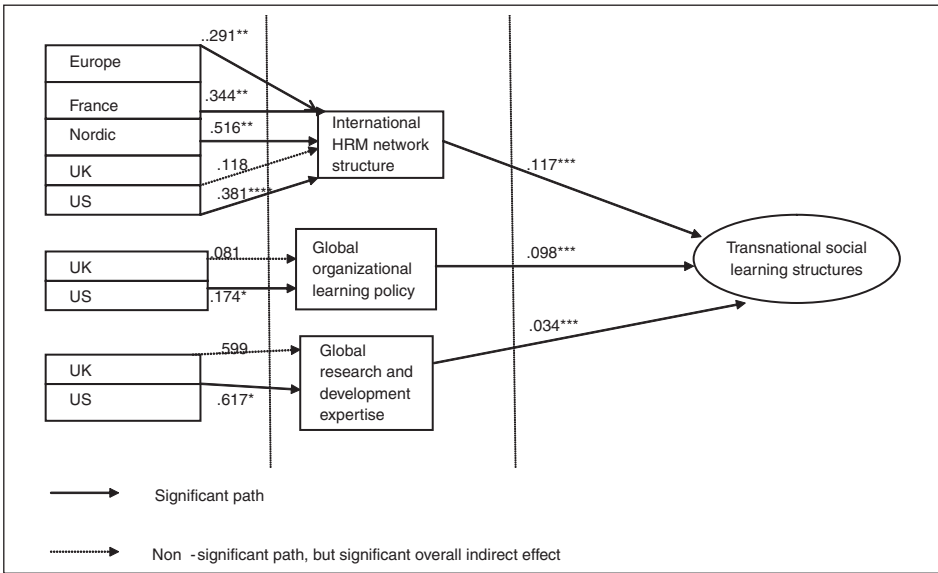 ..291**
Europe
France
.344**
Nordic
.516**
UK
.118
US
.381****
International
HRM network
structure
.117***
UK
.081
US
.174*
Global
organizational
learning policy
.098***
Transnational social
learning structures
UK
.599
US
.617*
Global
research and
development
expertise
.034***
Significant path
Non -significant path, but significant overall indirect effect